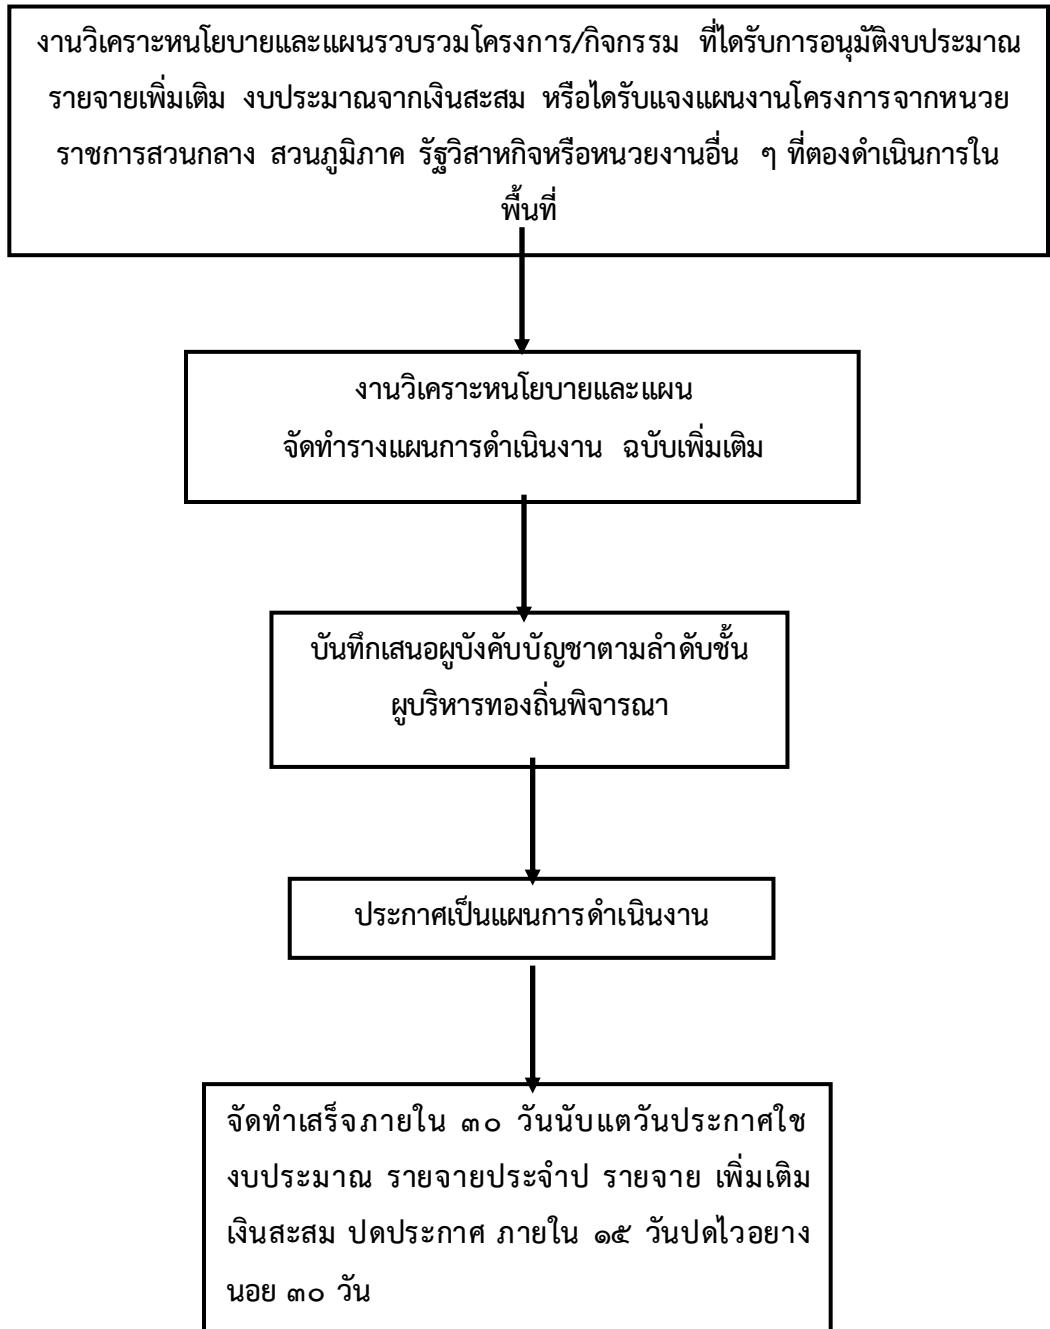 งานวิเคราะหนโยบายและแผนรวบรวมโครงการ/กิจกรรม ที่ไดรับการอนุมัติงบประมาณ
รายจายเพิ่มเติม งบประมาณจากเงินสะสม หรือไดรับแจงแผนงานโครงการจากหนวย
ราชการสวนกลาง สวนภูมิภาค รัฐวิสาหกิจหรือหนวยงานอื่น ๆ ที่ตองดําเนินการใน
พื้นที่
งานวิเคราะหนโยบายและแผน
จัดทํารางแผนการดําเนินงาน ฉบับเพิ่มเติม
บันทึกเสนอผูบังคับบัญชาตามลําดับชั้น
ผูบริหารทองถิ่นพิจารณา
ประกาศเป็นแผนการดําเนินงาน
จัดทําเสร็จภายใน ๓๐ วันนับแตวันประกาศใช
งบประมาณ รายจายประจําป รายจาย เพิ่มเติม
เงินสะสม ปดประกาศ ภายใน ๑๕ วันปดไวอยาง
นอย ๓๐ วัน